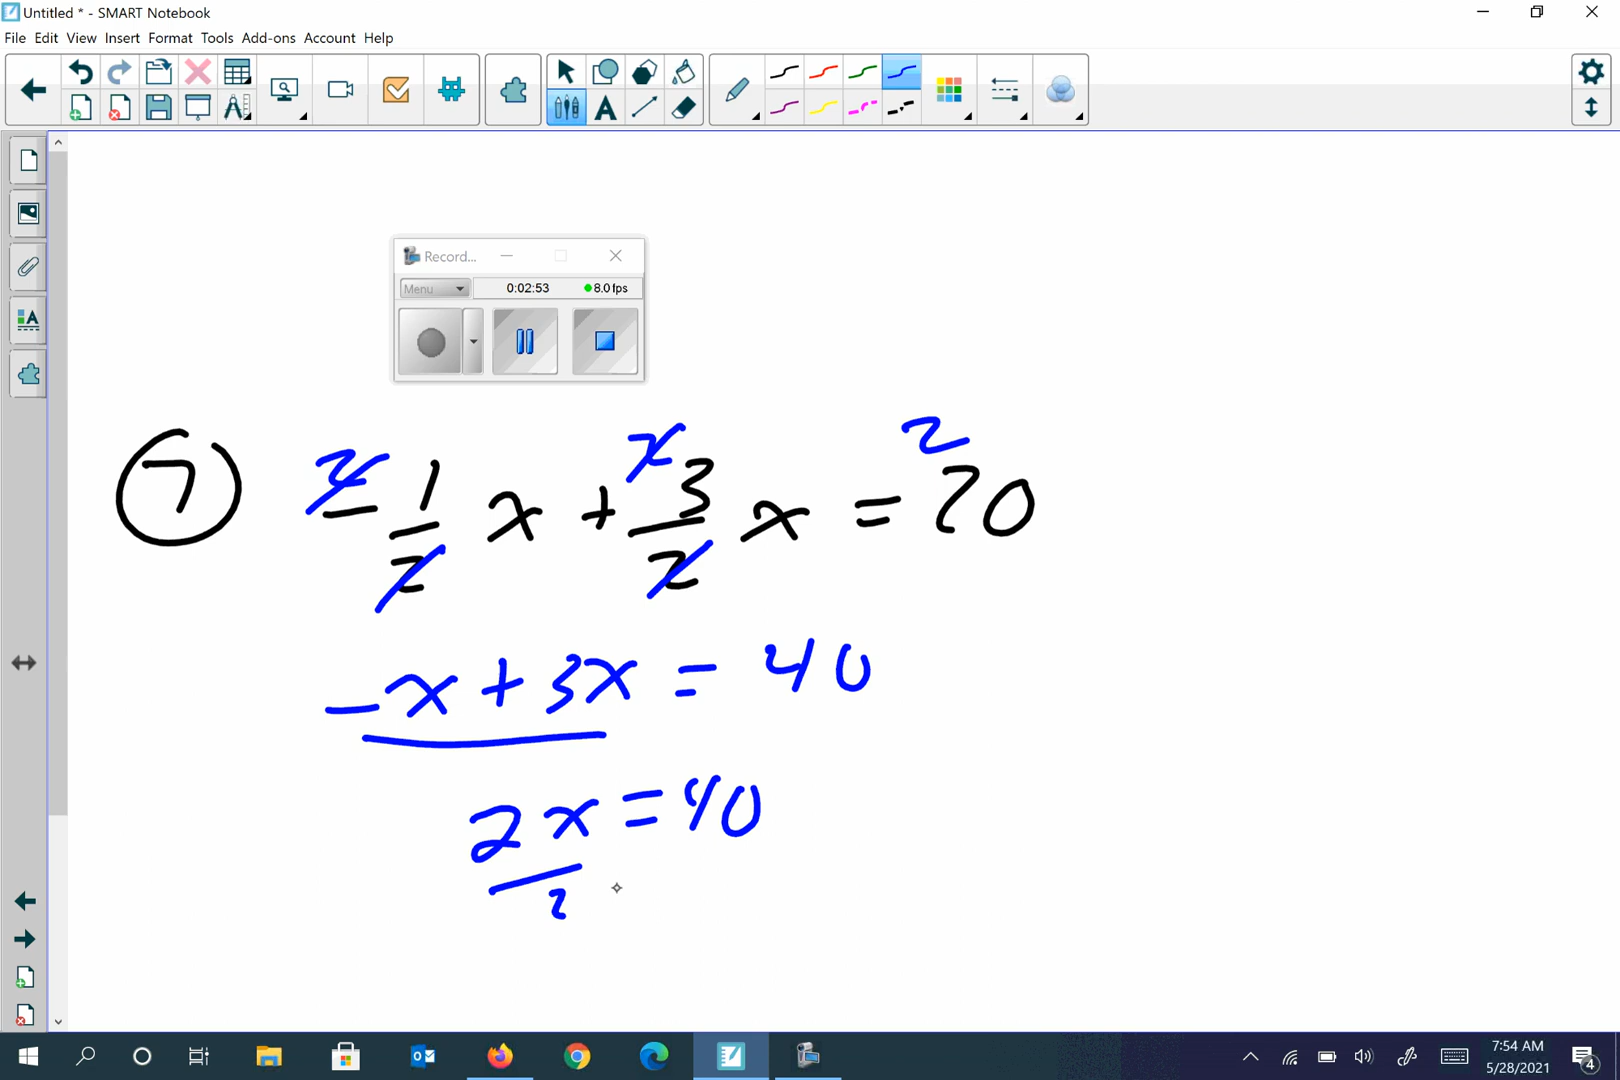 Untitled * - SMART Notebook
File Edit View Insert Format Tools Add-ons Account Help
Record...
Menu 0:02:53 8.0 fps
7 2 - 1/2 x + 2 3/2 x = 2 20
-x + 3x = 40
2x = 40
2
7:54 AM
5/28/2021
4